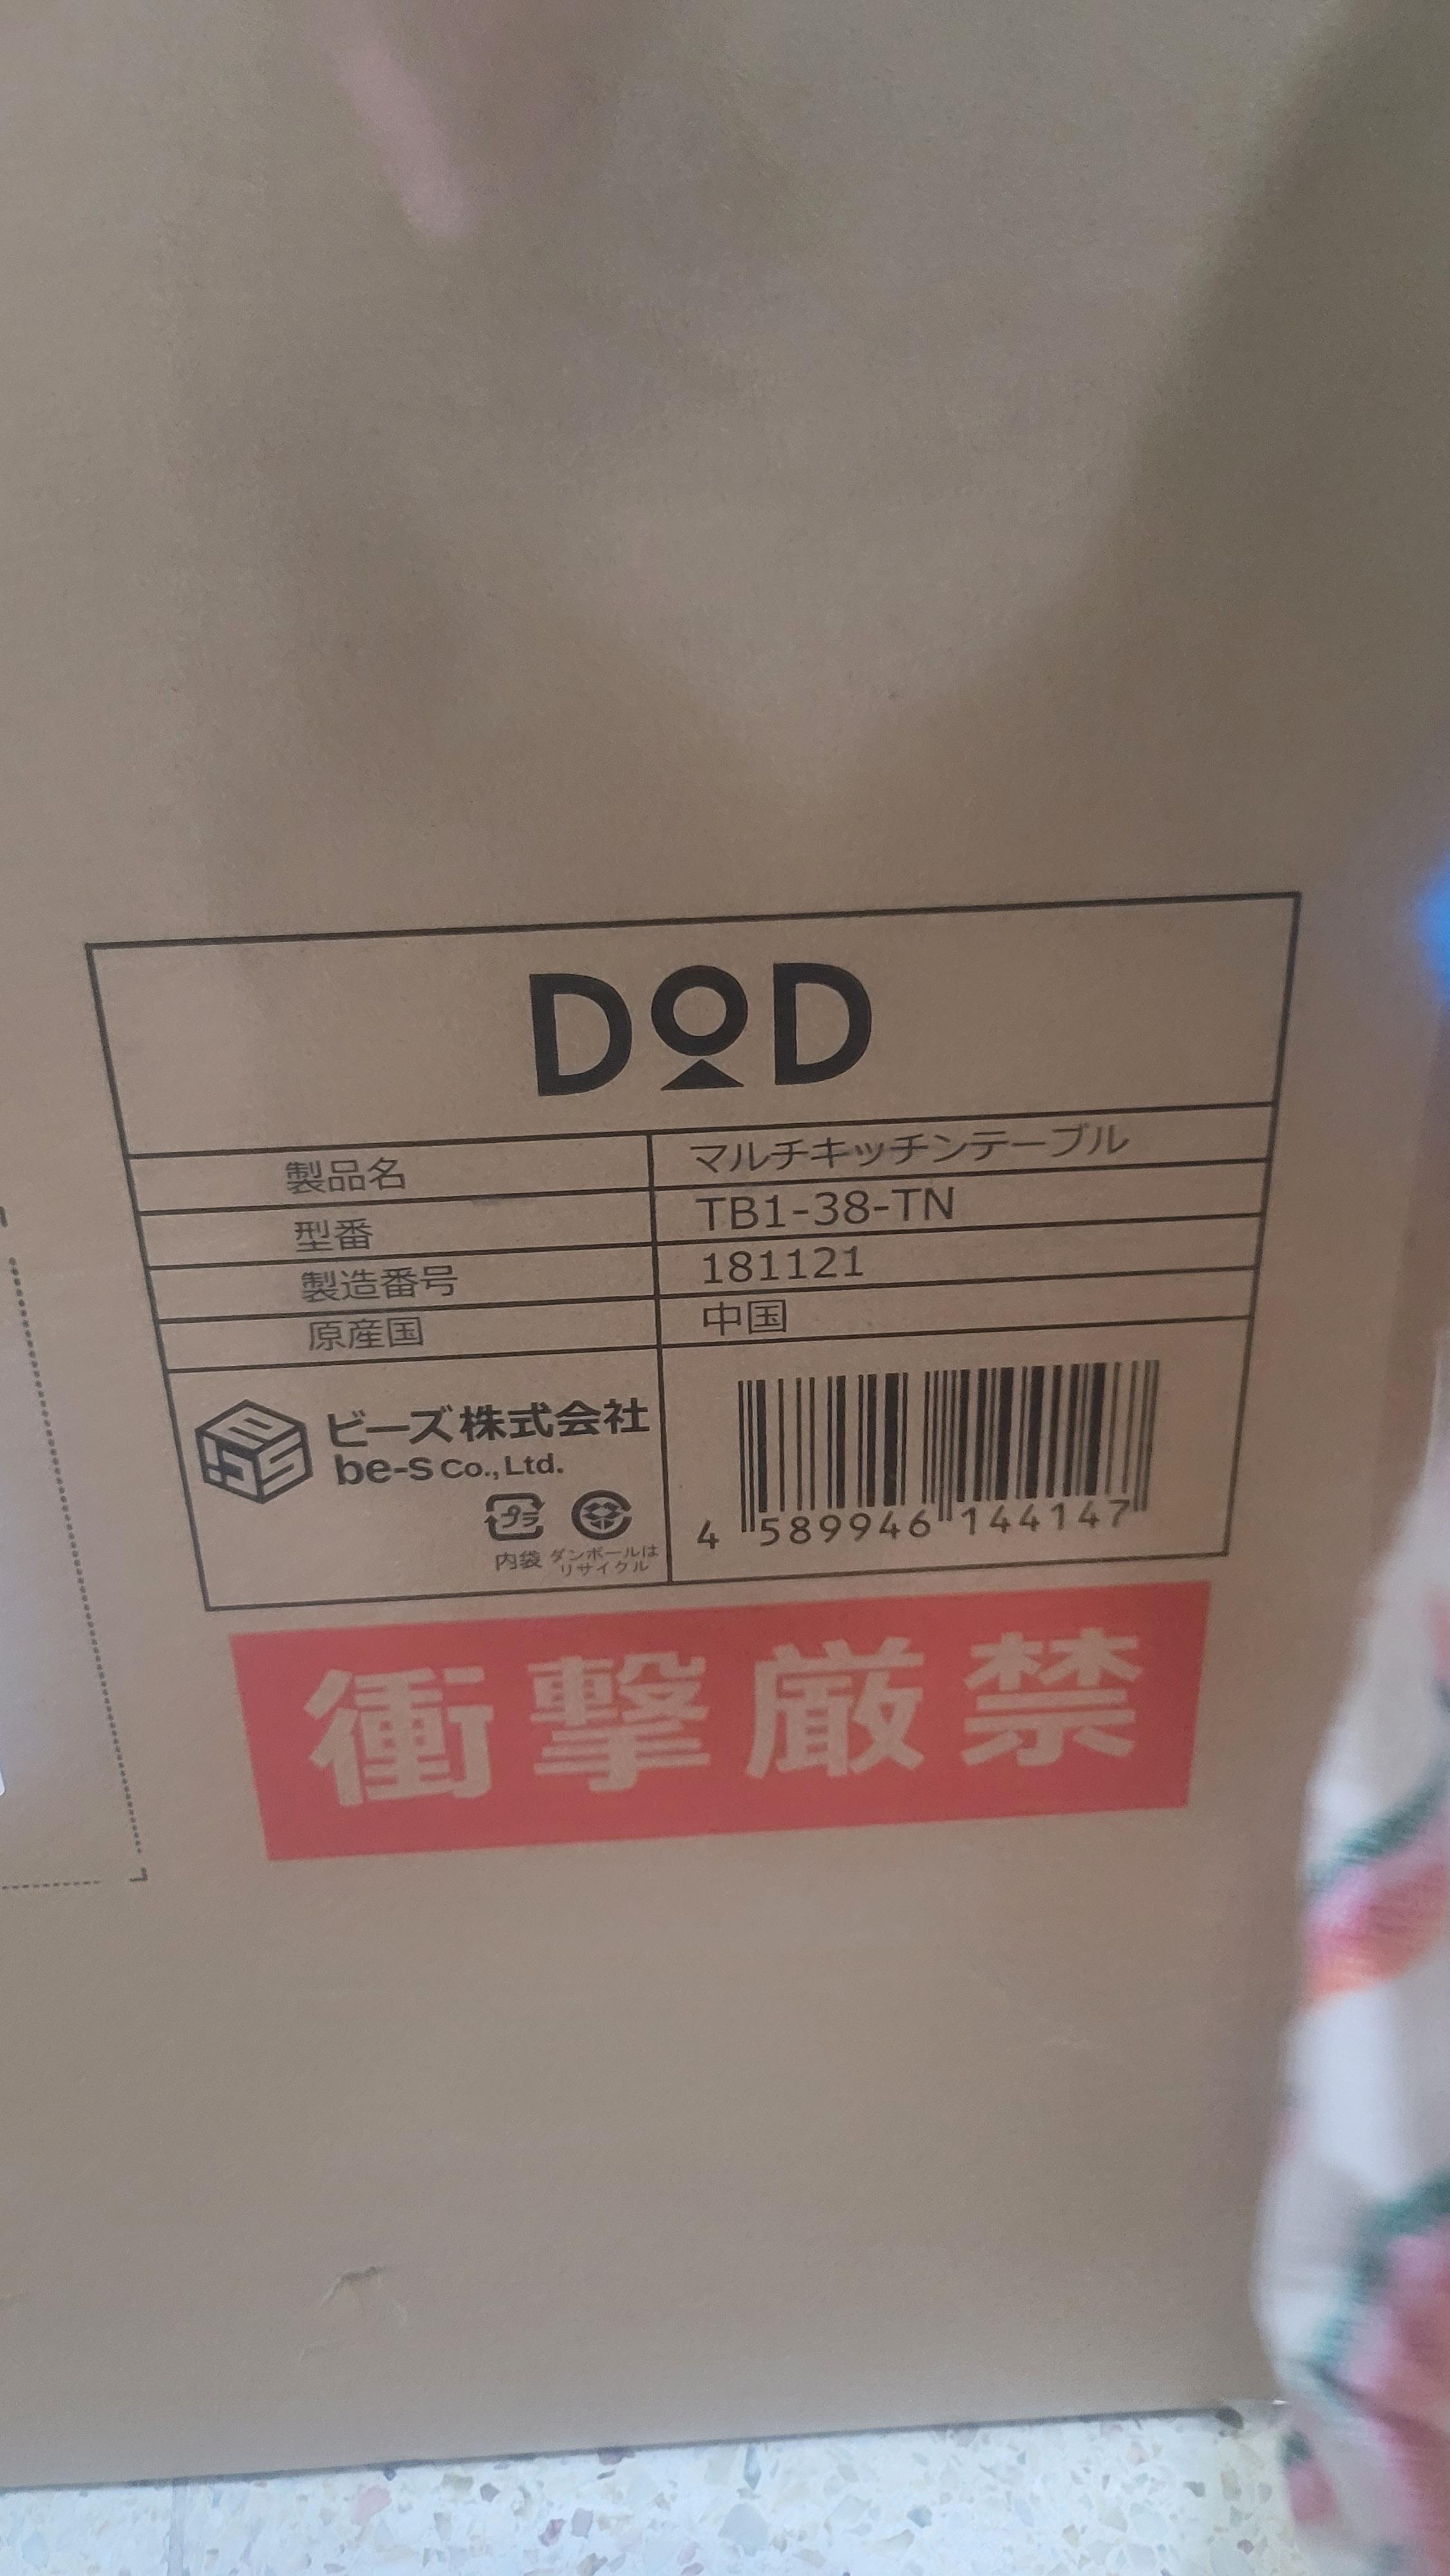 DOD
製品名 マルチキッチンテーブル
型番 TB1-38-TN
製造番号 181121
原産国 中国
ビーズ株式会社
be-s Co., Ltd.
プラ
内袋 ダンボールは
リサイクル
4 589946 144147
衝撃厳禁